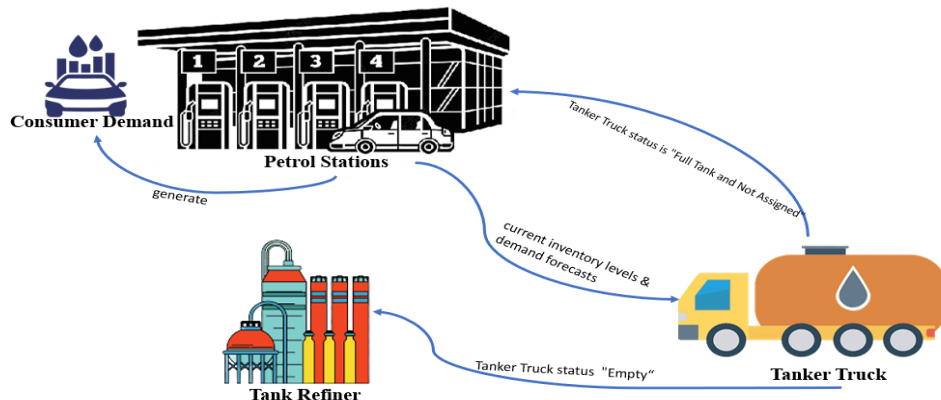 1 2 3 4
Consumer Demand
Petrol Stations
Tanker Truck status is "Full Tank and Not Assigned"
generate
current inventory levels &
demand forecasts
Tanker Truck status "Empty“
Tanker Truck
Tank Refiner